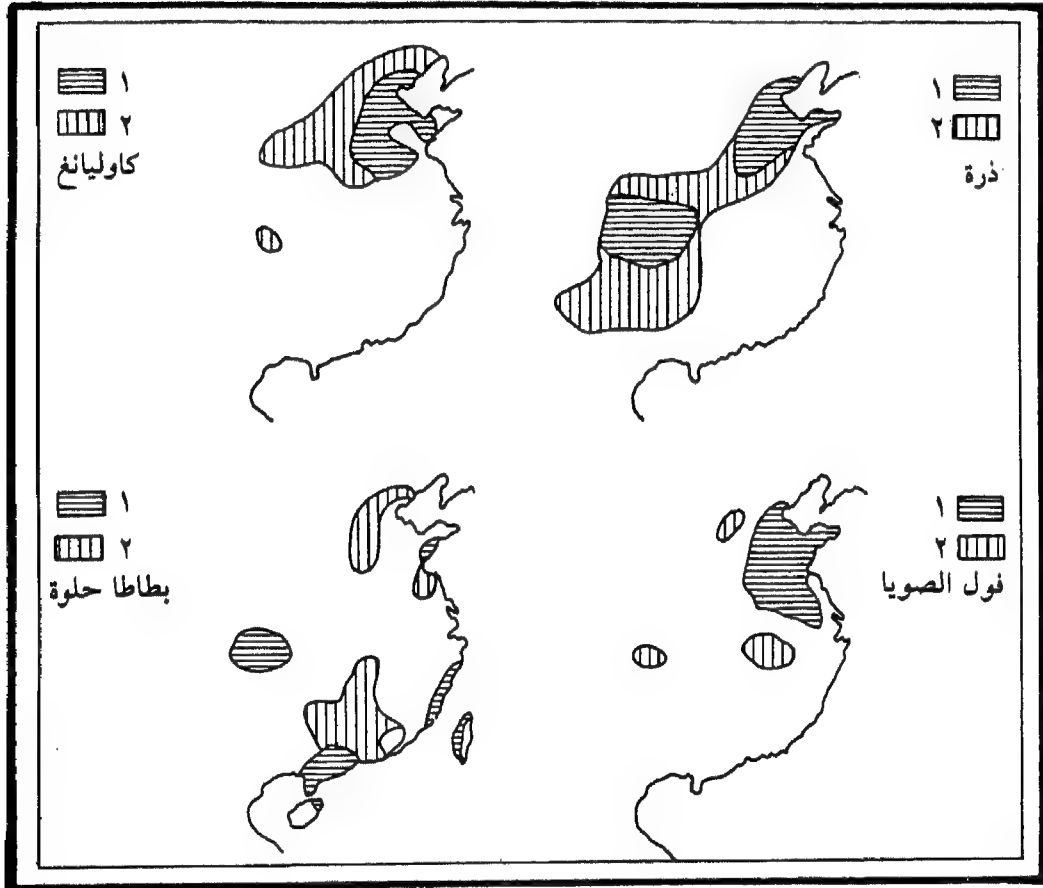 ١
٢
ذرة
١
٢
كاوليانغ
١
٢
فول الصويا
١
٢
بطاطا حلوة